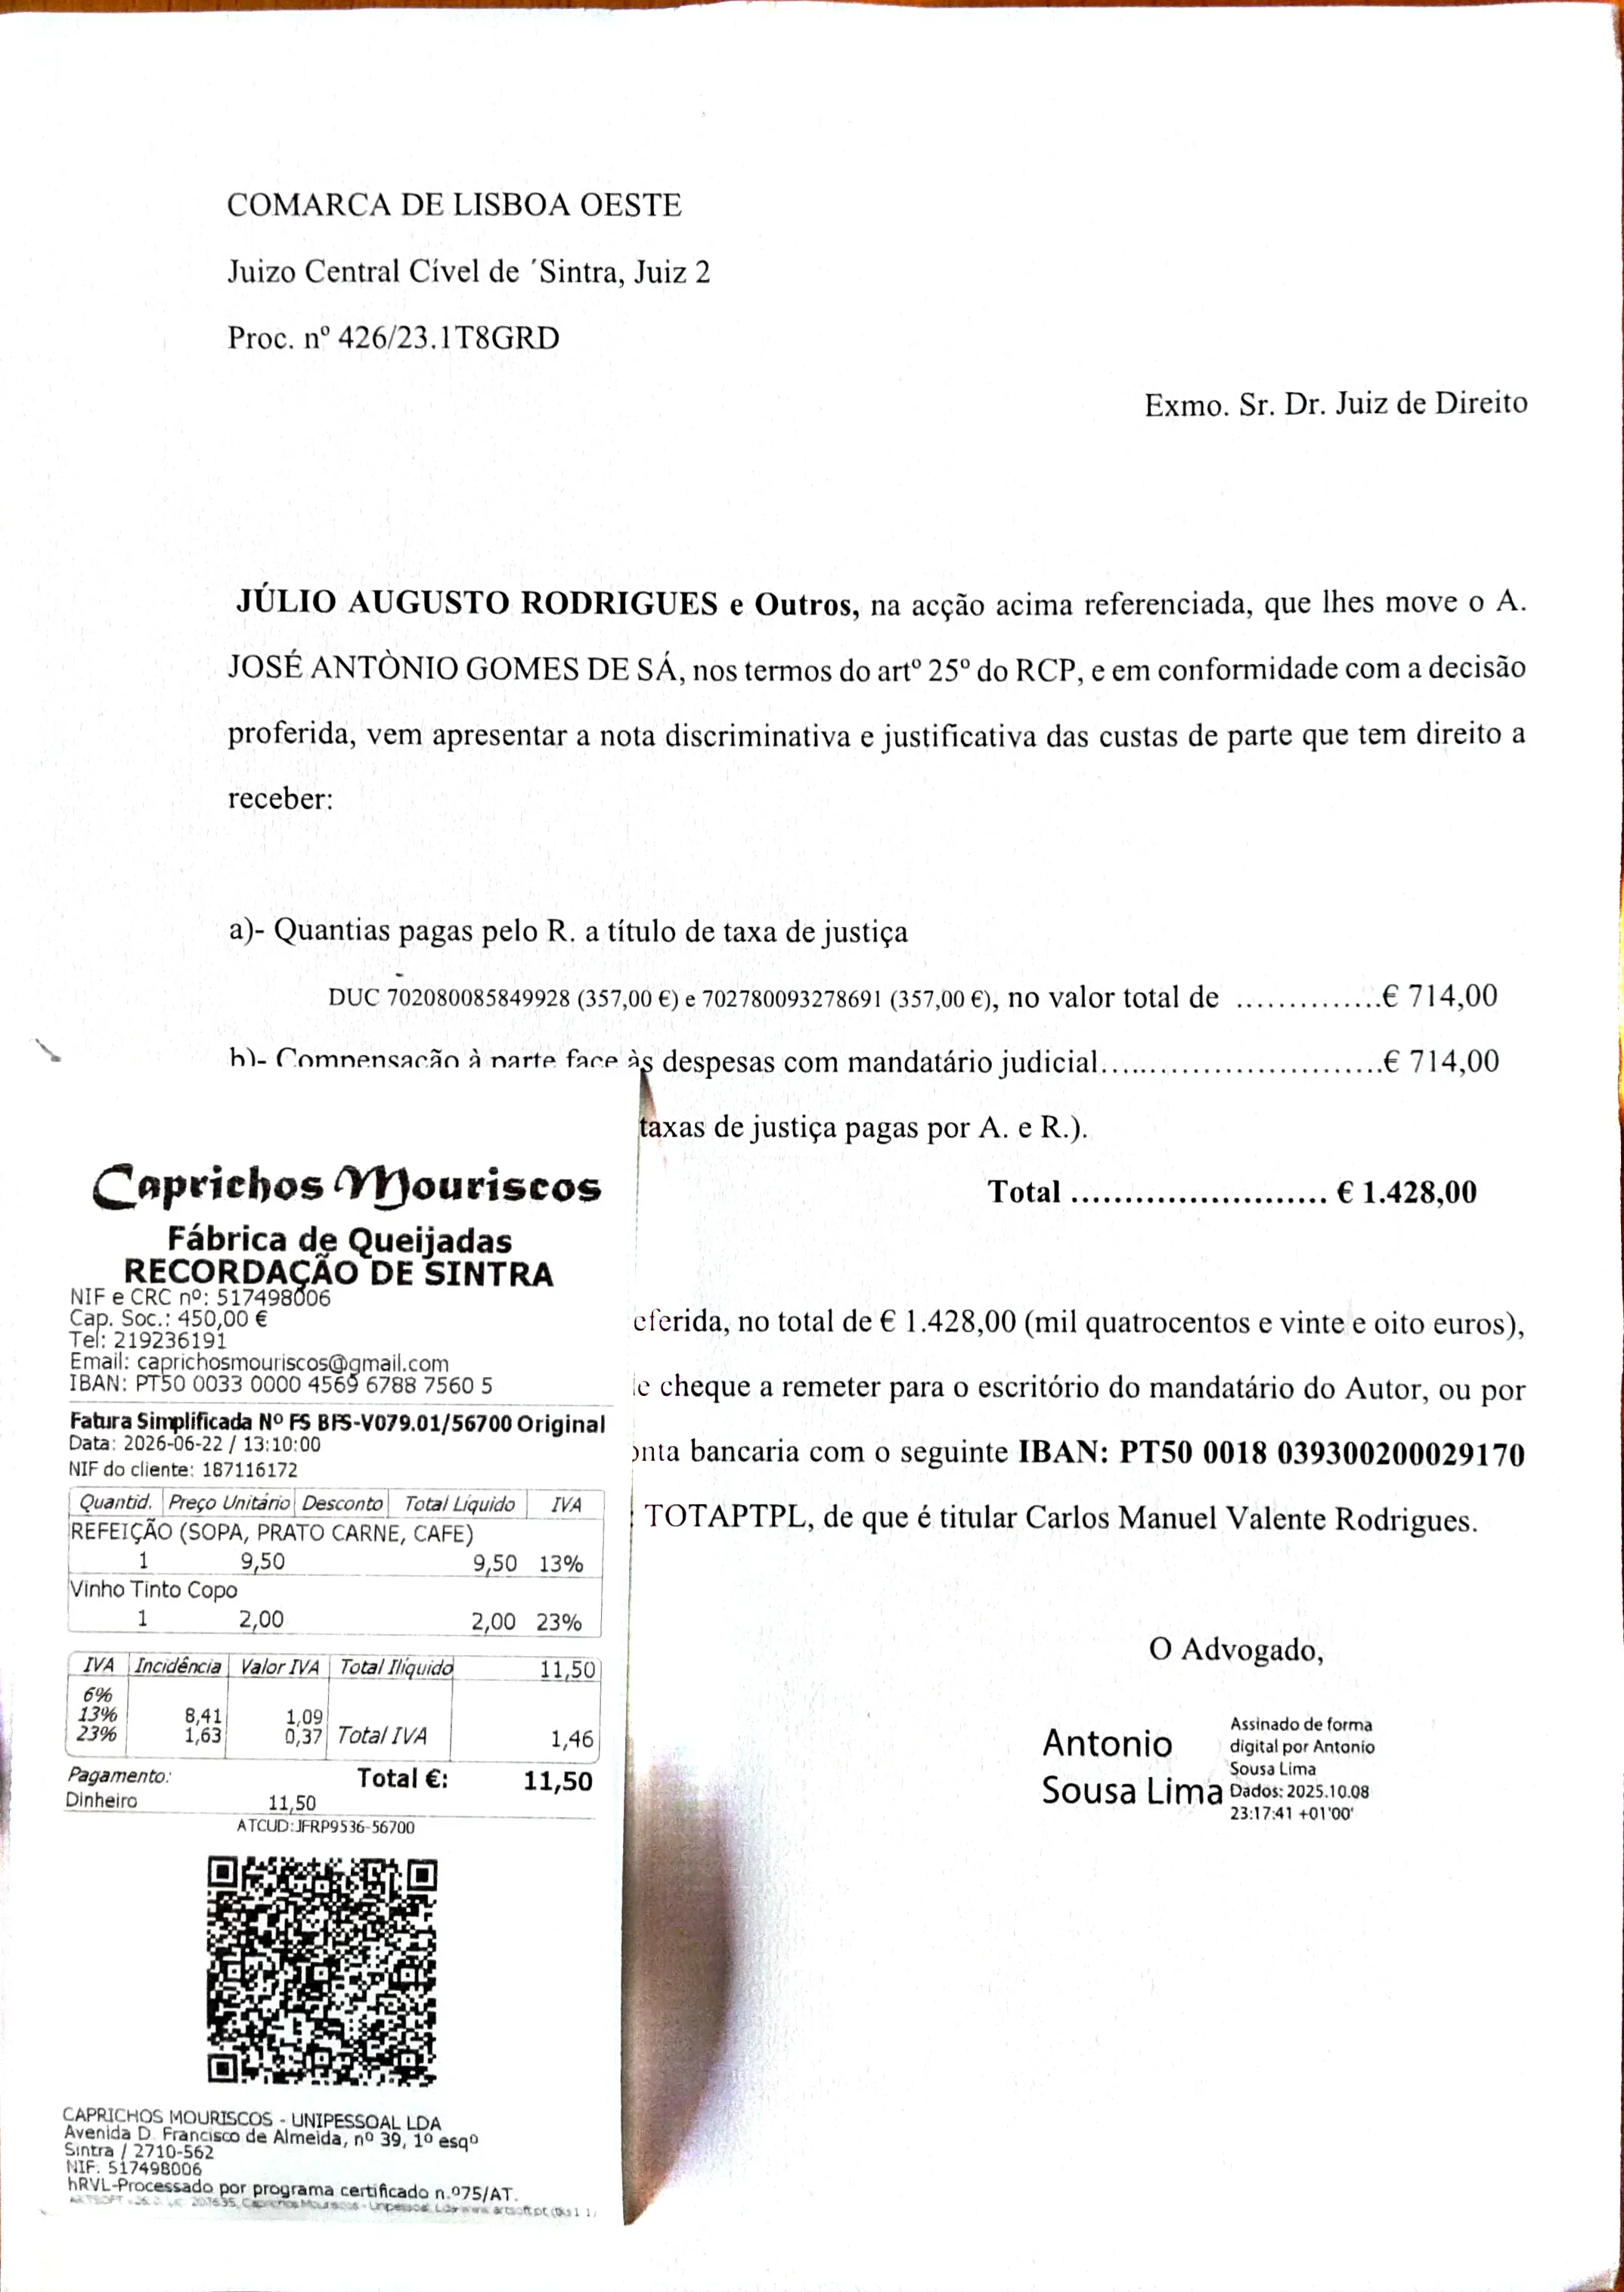 COMARCA DE LISBOA OESTE
Juizo Central Cível de ´Sintra, Juiz 2
Proc. nº 426/23.1T8GRD
Exmo. Sr. Dr. Juiz de Direito
JÚLIO AUGUSTO RODRIGUES e Outros, na acção acima referenciada, que lhes move o A.
JOSÉ ANTÒNIO GOMES DE SÁ, nos termos do artº 25º do RCP, e em conformidade com a decisão
proferida, vem apresentar a nota discriminativa e justificativa das custas de parte que tem direito a
receber:
a)- Quantias pagas pelo R. a título de taxa de justiça
DUC 702080085849928 (357,00 €) e 702780093278691 (357,00 €), no valor total de ..............€ 714,00
b)- Compensação à parte face às despesas com mandatário judicial..........................€ 714,00
taxas de justiça pagas por A. e R.).
Total ........................ € 1.428,00
eferida, no total de € 1.428,00 (mil quatrocentos e vinte e oito euros),
e cheque a remeter para o escritório do mandatário do Autor, ou por
onta bancaria com o seguinte IBAN: PT50 0018 039300200029170
TOTAPTPL, de que é titular Carlos Manuel Valente Rodrigues.
O Advogado,
Antonio
Sousa Lima
Assinado de forma
digital por Antonio
Sousa Lima
Dados: 2025.10.08
23:17:41 +01'00'
Caprichos Mouriscos
Fábrica de Queijadas
RECORDAÇÃO DE SINTRA
NIF e CRC nº: 517498006
Cap. Soc.: 450,00 €
Tel: 219236191
Email: caprichosmouriscos@gmail.com
IBAN: PT50 0033 0000 4569 6788 7560 5
Fatura Simplificada Nº FS BFS-V079.01/56700 Original
Data: 2026-06-22 / 13:10:00
NIF do cliente: 187116172
Quantid. Preço Unitário Desconto Total Líquido IVA
REFEIÇÃO (SOPA, PRATO CARNE, CAFE)
1 9,50 9,50 13%
Vinho Tinto Copo
1 2,00 2,00 23%
IVA Incidência Valor IVA Total Ilíquido 11,50
6%
13% 8,41 1,09
23% 1,63 0,37 Total IVA 1,46
Pagamento: Total €: 11,50
Dinheiro 11,50
ATCUD:JFRP9536-56700
CAPRICHOS MOURISCOS - UNIPESSOAL LDA
Avenida D. Francisco de Almeida, nº 39, 1º esqº
Sintra / 2710-562
NIF: 517498006
hRVL-Processado por programa certificado n.º75/AT.